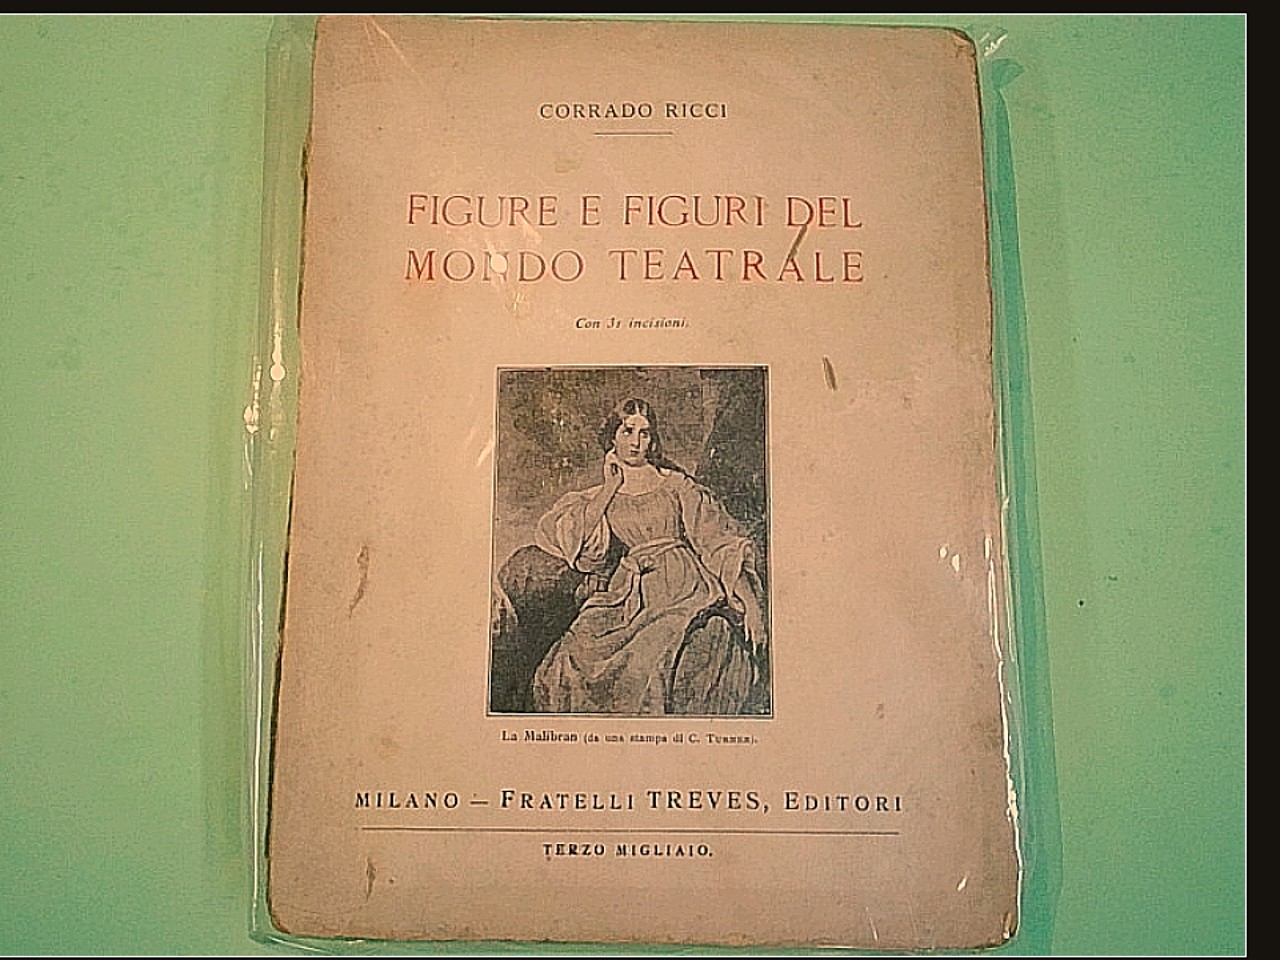 CORRADO RICCI
FIGURE E FIGURI DEL
MONDO TEATRALE
Con 31 incisioni.
La Malibran (da una stampa di C. TURNER).
MILANO — FRATELLI TREVES, EDITORI
TERZO MIGLIAIO.